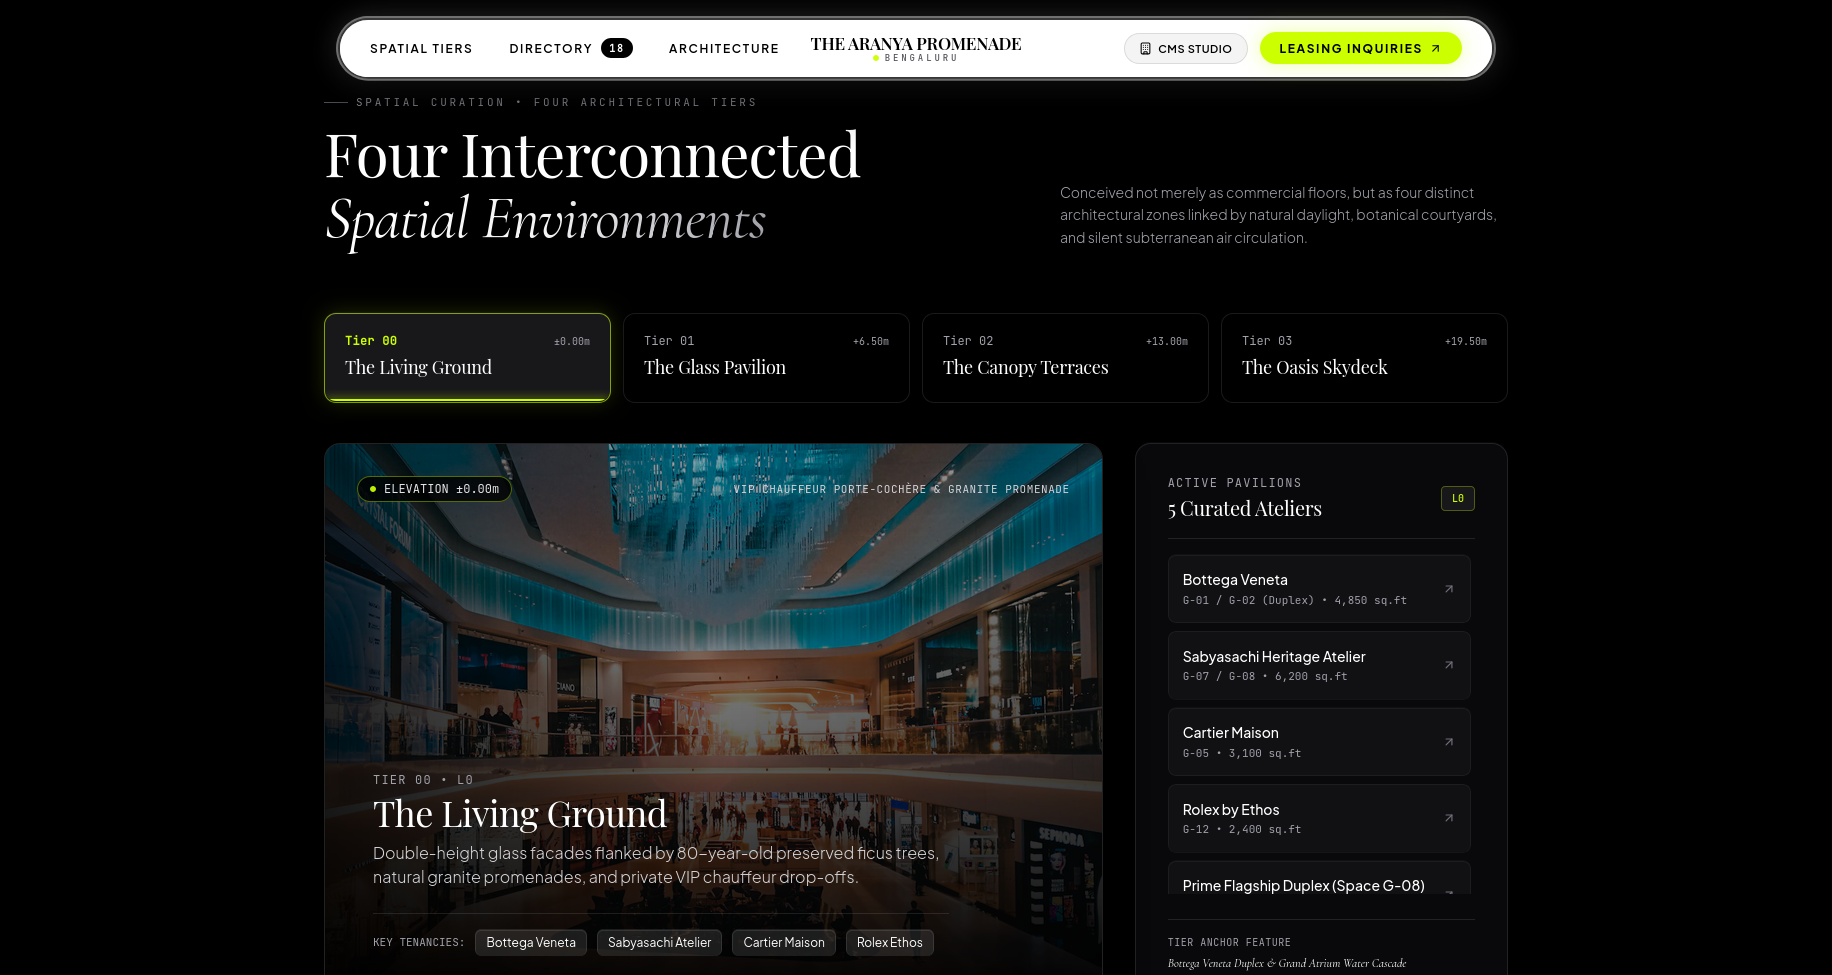 SPATIAL TIERS
DIRECTORY 18
ARCHITECTURE
THE ARANYA PROMENADE
BENGALURU
CMS STUDIO
LEASING INQUIRIES
SPATIAL CURATION • FOUR ARCHITECTURAL TIERS
Four Interconnected
Spatial Environments
Conceived not merely as commercial floors, but as four distinct
architectural zones linked by natural daylight, botanical courtyards,
and silent subterranean air circulation.
Tier 00 ±0.00m
The Living Ground
Tier 01 +6.50m
The Glass Pavilion
Tier 02 +13.00m
The Canopy Terraces
Tier 03 +19.50m
The Oasis Skydeck
ELEVATION ±0.00m
VIP CHAUFFEUR PORTE-COCHÈRE & GRANITE PROMENADE
CRYSTAL FORUM
SEPHORA
TIER 00 • L0
The Living Ground
Double-height glass facades flanked by 80-year-old preserved ficus trees,
natural granite promenades, and private VIP chauffeur drop-offs.
KEY TENANCIES: Bottega Veneta Sabyasachi Atelier Cartier Maison Rolex Ethos
ACTIVE PAVILIONS
5 Curated Ateliers
L0
Bottega Veneta
G-01 / G-02 (Duplex) • 4,850 sq.ft
Sabyasachi Heritage Atelier
G-07 / G-08 • 6,200 sq.ft
Cartier Maison
G-05 • 3,100 sq.ft
Rolex by Ethos
G-12 • 2,400 sq.ft
Prime Flagship Duplex (Space G-08)
TIER ANCHOR FEATURE
Bottega Veneta Duplex & Grand Atrium Water Cascade